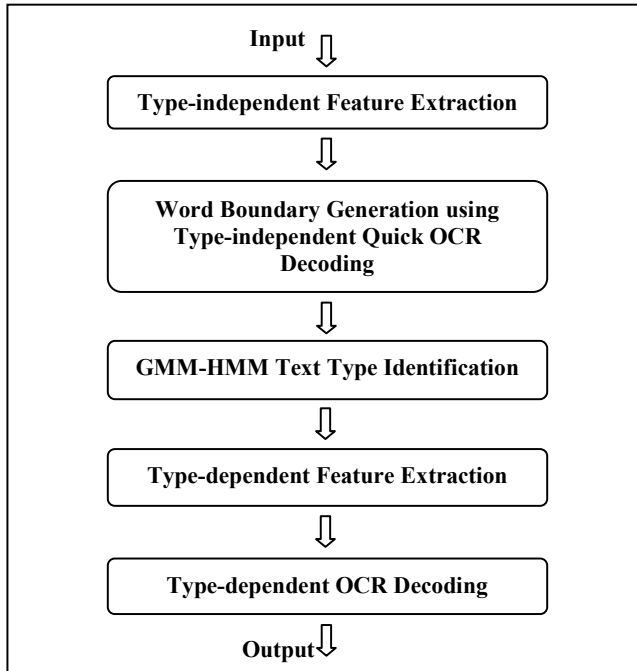 Input
Type-independent Feature Extraction
Word Boundary Generation using
Type-independent Quick OCR
Decoding
GMM-HMM Text Type Identification
Type-dependent Feature Extraction
Type-dependent OCR Decoding
Output